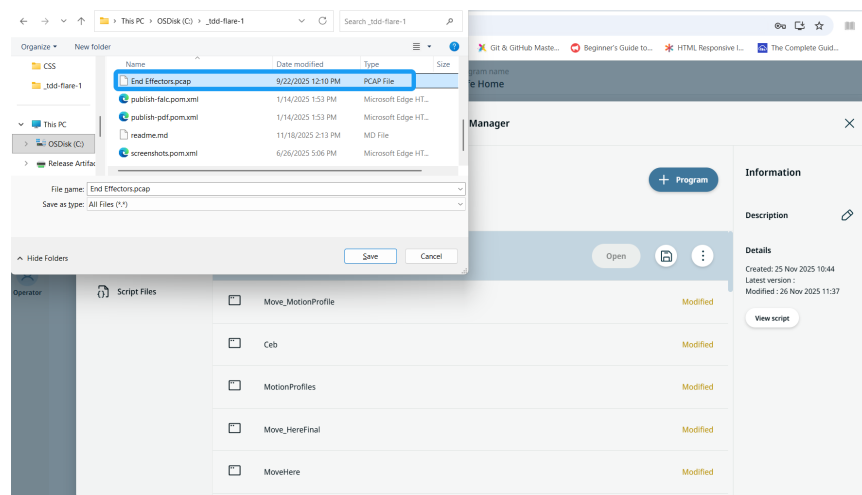 This PC > OSDisk (C:) > _tdd-flare-1
Search _tdd-flare-1
Organize
New folder
CSS
_tdd-flare-1
This PC
OSDisk (C:)
Release Artifac
Name Date modified Type Size
End Effectors.pcap 9/22/2025 12:10 PM PCAP File
publish-falc.pom.xml 1/14/2025 1:53 PM Microsoft Edge HT...
publish-pdf.pom.xml 1/14/2025 1:53 PM Microsoft Edge HT...
readme.md 11/18/2025 2:13 PM MD File
screenshots.pom.xml 6/26/2025 5:06 PM Microsoft Edge HT...
File name: End Effectors.pcap
Save as type: All Files (*.*)
Hide Folders
Save
Cancel
Git & GitHub Maste...
Beginner's Guide to...
HTML Responsive I...
The Complete Guid...
gram name
fe Home
Manager
+ Program
Open
Operator
Script Files
Move_MotionProfile Modified
Ceb Modified
MotionProfiles Modified
Move_HereFinal Modified
MoveHere Modified
Information
Description
Details
Created: 25 Nov 2025 10:44
Latest version :
Modified : 26 Nov 2025 11:37
View script